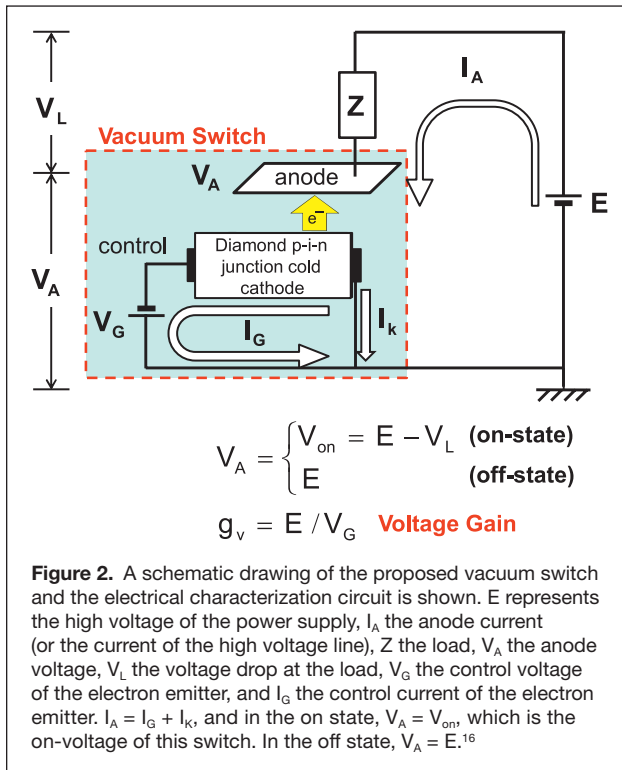 V_L
Z
I_A
Vacuum Switch
V_A
anode
E
e⁻
control
Diamond p-i-n
junction cold
cathode
V_A
V_G
I_G
I_k
V_A = { V_on = E − V_L (on-state)
E (off-state)
g_v = E / V_G Voltage Gain
Figure 2. A schematic drawing of the proposed vacuum switch
and the electrical characterization circuit is shown. E represents
the high voltage of the power supply, I_A the anode current
(or the current of the high voltage line), Z the load, V_A the anode
voltage, V_L the voltage drop at the load, V_G the control voltage
of the electron emitter, and I_G the control current of the electron
emitter. I_A = I_G + I_K, and in the on state, V_A = V_on, which is the
on-voltage of this switch. In the off state, V_A = E.¹⁶